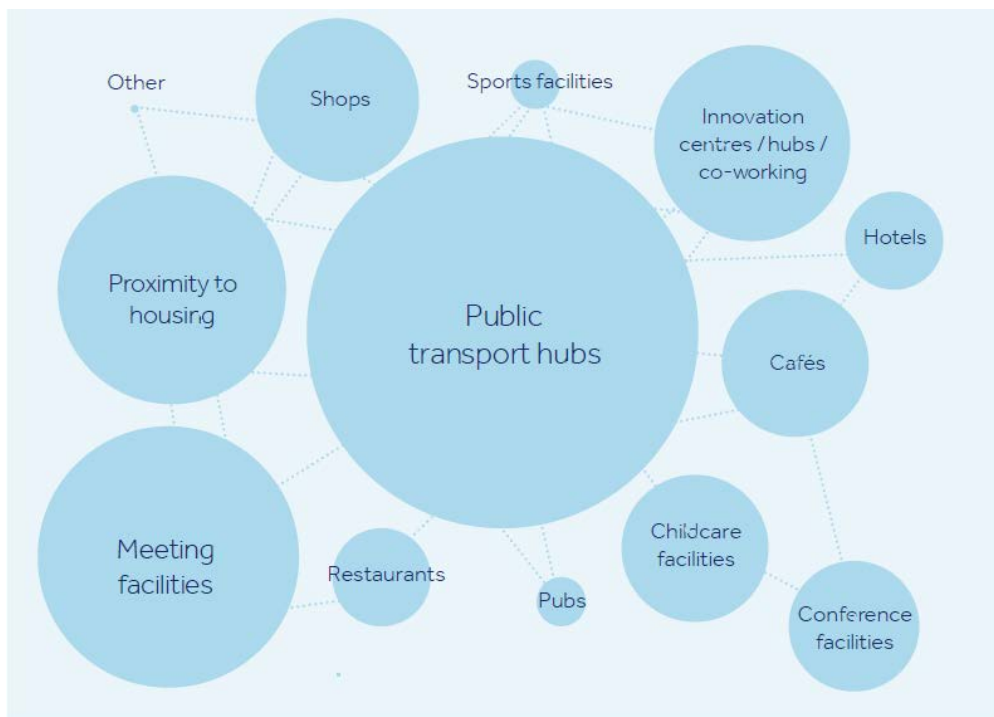 Other
Shops
Sports facilities
Innovation
centres / hubs /
co-working
Hotels
Proximity to
housing
Public
transport hubs
Cafés
Meeting
facilities
Restaurants
Pubs
Childcare
facilities
Conference
facilities